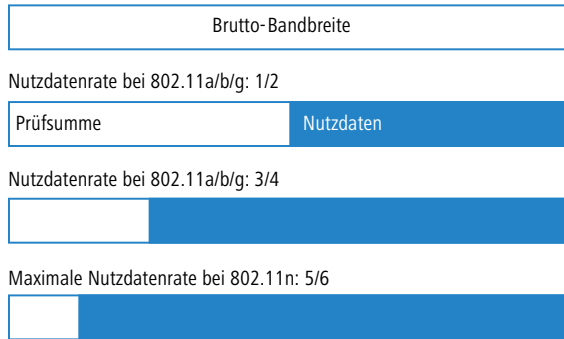 Brutto-Bandbreite
Nutzdatenrate bei 802.11a/b/g: 1/2
Prüfsumme Nutzdaten
Nutzdatenrate bei 802.11a/b/g: 3/4
Maximale Nutzdatenrate bei 802.11n: 5/6